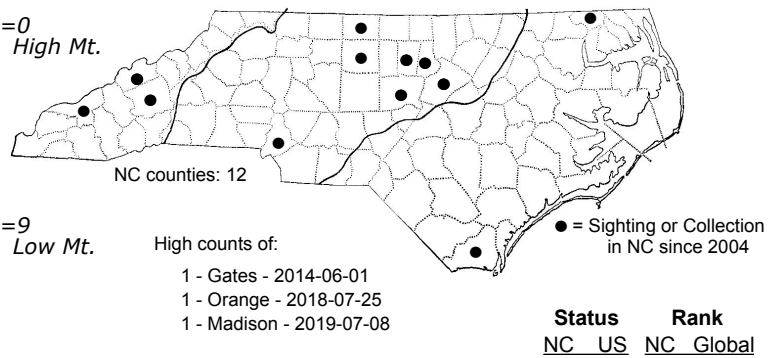 =0
High Mt.
NC counties: 12
=9
Low Mt.
High counts of:
1 - Gates - 2014-06-01
1 - Orange - 2018-07-25
1 - Madison - 2019-07-08
● = Sighting or Collection
in NC since 2004
Status Rank
NC US NC Global